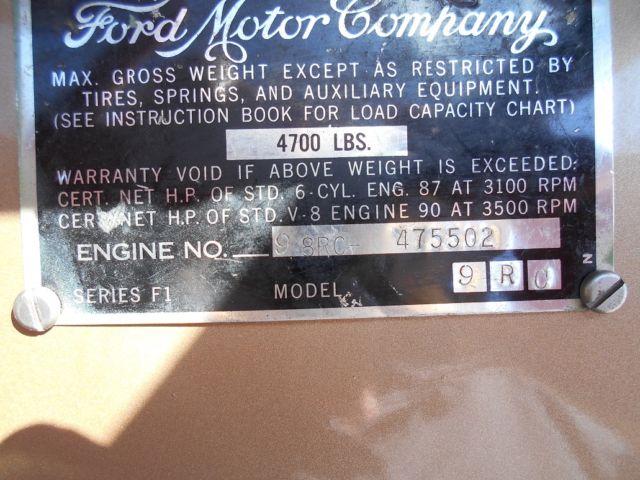 Ford Motor Company
MAX. GROSS WEIGHT EXCEPT AS RESTRICTED BY
TIRES, SPRINGS, AND AUXILIARY EQUIPMENT.
(SEE INSTRUCTION BOOK FOR LOAD CAPACITY CHART)
4700 LBS.
WARRANTY VOID IF ABOVE WEIGHT IS EXCEEDED:
CERT. NET H.P. OF STD. 6-CYL. ENG. 87 AT 3100 RPM
CERT. NET H.P. OF STD. V-8 ENGINE 90 AT 3500 RPM
ENGINE NO. 98RC- 475502
SERIES F1 MODEL 9 R C
N